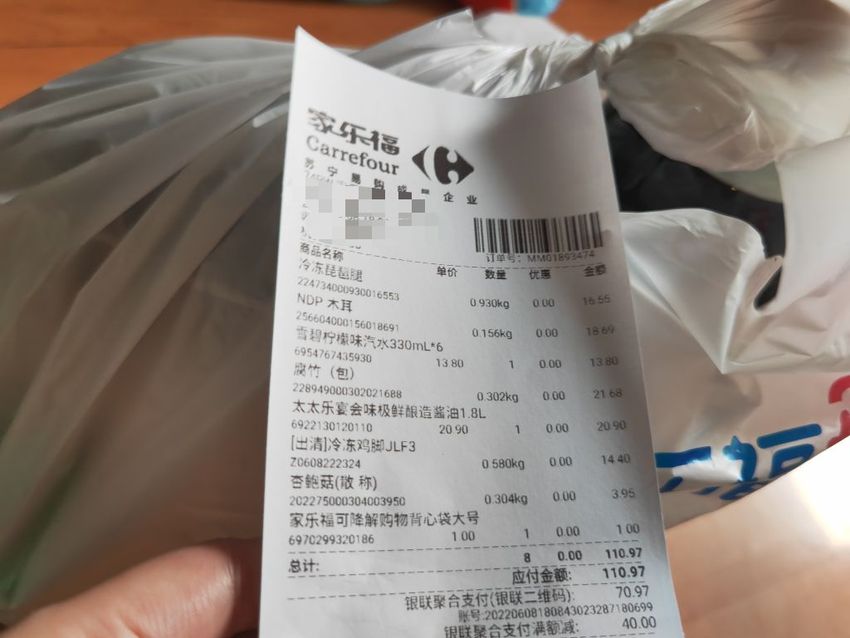 家乐福
Carrefour
苏宁易购成员企业
订单号: MM01893474
商品名称 单价 数量 优惠 金额
冷冻琵琶腿
224734000930016553 0.930kg 0.00 16.55
NDP 木耳
256604000156018691 0.156kg 0.00 18.69
雪碧柠檬味汽水330mL*6
6954767435930 13.80 1 0.00 13.80
腐竹（包）
228949000302021688 0.302kg 0.00 21.68
太太乐宴会味极鲜酿造酱油1.8L
6922130120110 20.90 1 0.00 20.90
[出清]冷冻鸡脚JLF3
Z0608222324 0.580kg 0.00 14.40
杏鲍菇(散 称)
202275000304003950 0.304kg 0.00 3.95
家乐福可降解购物背心袋大号
6970299320186 1.00 1 0.00 1.00
总计: 8 0.00 110.97
应付金额: 110.97
银联聚合支付(银联二维码): 70.97
账号:20220608180843023287180699
银联聚合支付满额减: 40.00
福